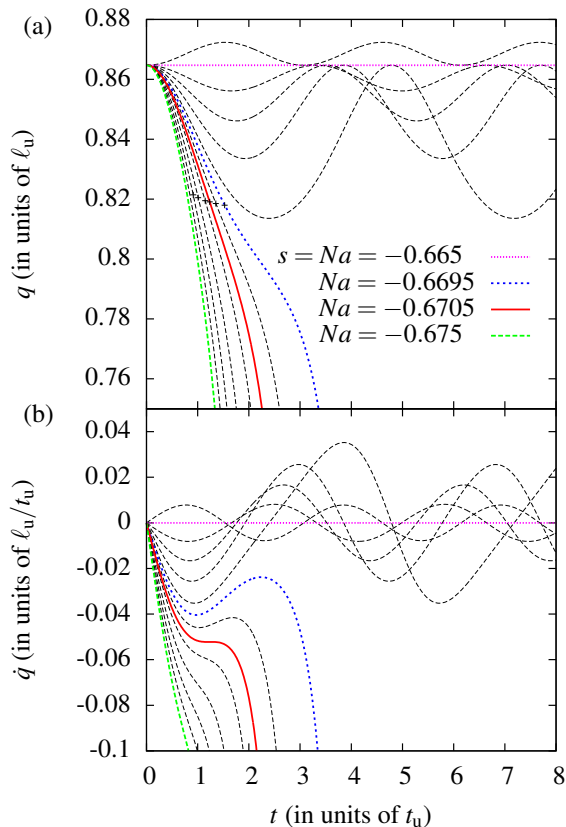 (a)
0.88
0.86
0.84
0.82
0.8
0.78
0.76
q (in units of ℓu)
s = Na = −0.665
Na = −0.6695
Na = −0.6705
Na = −0.675
(b)
0.04
0.02
0
-0.02
-0.04
-0.06
-0.08
-0.1
q̇ (in units of ℓu/tu)
0 1 2 3 4 5 6 7 8
t (in units of tu)